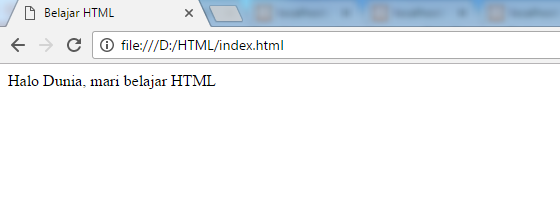 Belajar HTML
file:///D:/HTML/index.html
Halo Dunia, mari belajar HTML